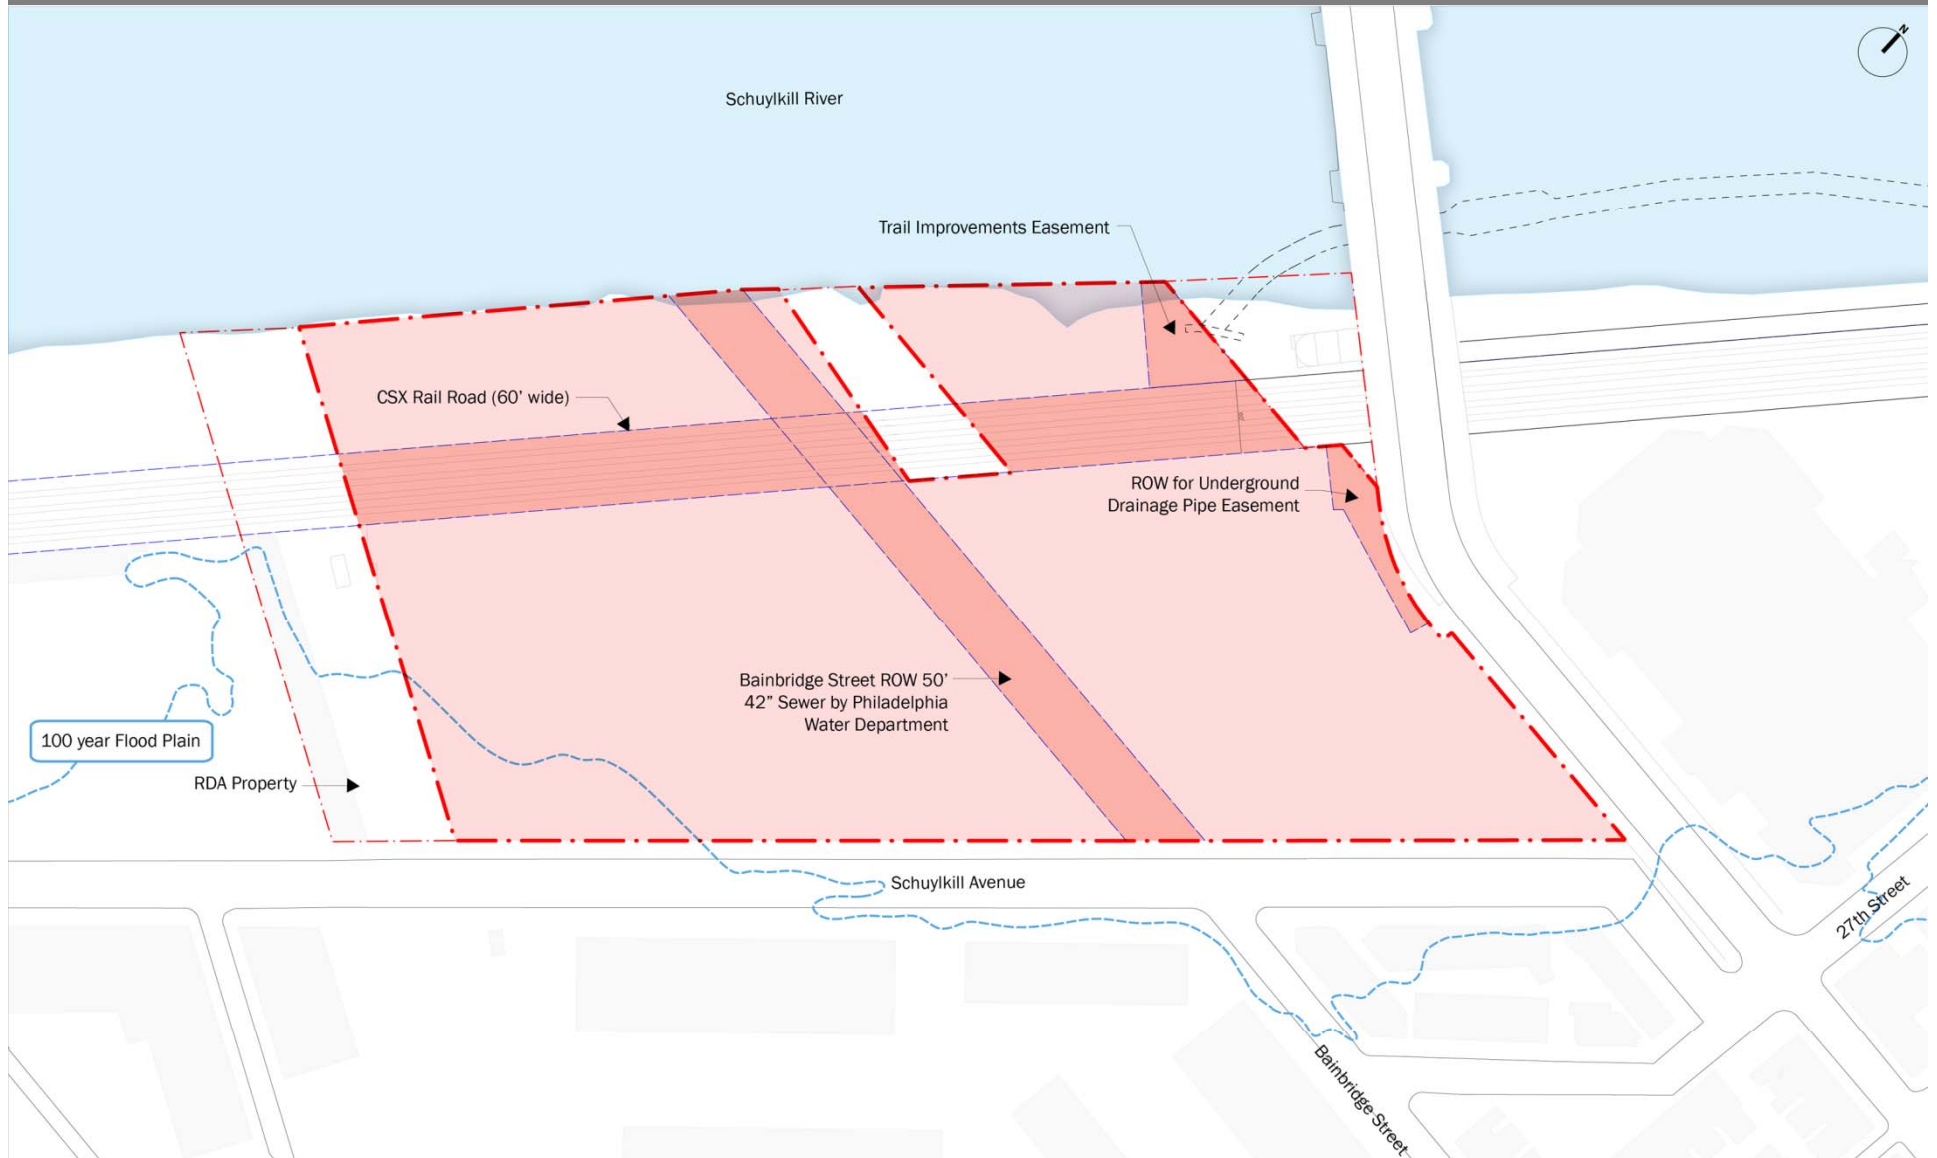 N
Schuylkill River
Trail Improvements Easement
CSX Rail Road (60’ wide)
ROW for Underground
Drainage Pipe Easement
Bainbridge Street ROW 50’
42” Sewer by Philadelphia
Water Department
100 year Flood Plain
RDA Property
Schuylkill Avenue
27th Street
Bainbridge Street